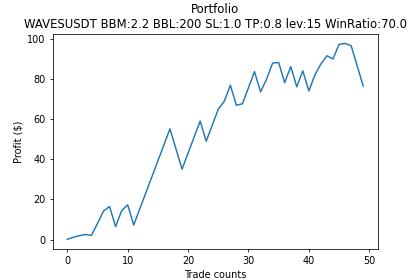 Portfolio
WAVESUSDT BBM:2.2 BBL:200 SL:1.0 TP:0.8 lev:15 WinRatio:70.0
100
80
60
40
20
0
Profit ($)
0 10 20 30 40 50
Trade counts